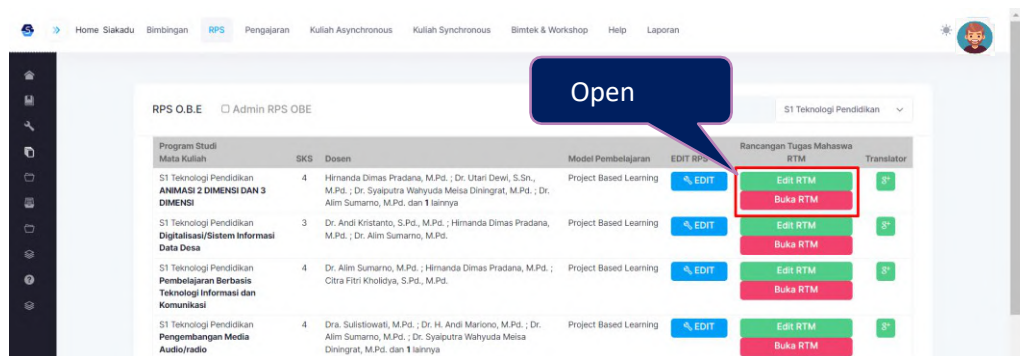 Home Siakadu Bimbingan RPS Pengajaran Kuliah Asynchronous Kuliah Synchronous Bimtek & Workshop Help Laporan
Open
RPS O.B.E Admin RPS OBE S1 Teknologi Pendidikan
Program Studi
Mata Kuliah SKS Dosen Model Pembelajaran EDIT RPS Rancangan Tugas Mahaswa RTM Translator
S1 Teknologi Pendidikan
ANIMASI 2 DIMENSI DAN 3
DIMENSI
4
Hirnanda Dimas Pradana, M.Pd. ; Dr. Utari Dewi, S.Sn.,
M.Pd. ; Dr. Syaiputra Wahyuda Meisa Diningrat, M.Pd. ; Dr.
Alim Sumarno, M.Pd. dan 1 lainnya
Project Based Learning
EDIT
Edit RTM
Buka RTM
S1 Teknologi Pendidikan
Digitalisasi/Sistem Informasi
Data Desa
3
Dr. Andi Kristanto, S.Pd., M.Pd. ; Hirnanda Dimas Pradana,
M.Pd. ; Dr. Alim Sumarno, M.Pd.
Project Based Learning
EDIT
Edit RTM
Buka RTM
S1 Teknologi Pendidikan
Pembelajaran Berbasis
Teknologi Informasi dan
Komunikasi
4
Dr. Alim Sumarno, M.Pd. ; Hirnanda Dimas Pradana, M.Pd. ;
Citra Fitri Kholidya, S.Pd., M.Pd.
Project Based Learning
EDIT
Edit RTM
Buka RTM
S1 Teknologi Pendidikan
Pengembangan Media
Audio/radio
4
Dra. Sulistiowati, M.Pd. ; Dr. H. Andi Mariono, M.Pd. ; Dr.
Alim Sumarno, M.Pd. ; Dr. Syaiputra Wahyuda Meisa
Diningrat, M.Pd. dan 1 lainnya
Project Based Learning
EDIT
Edit RTM
Buka RTM